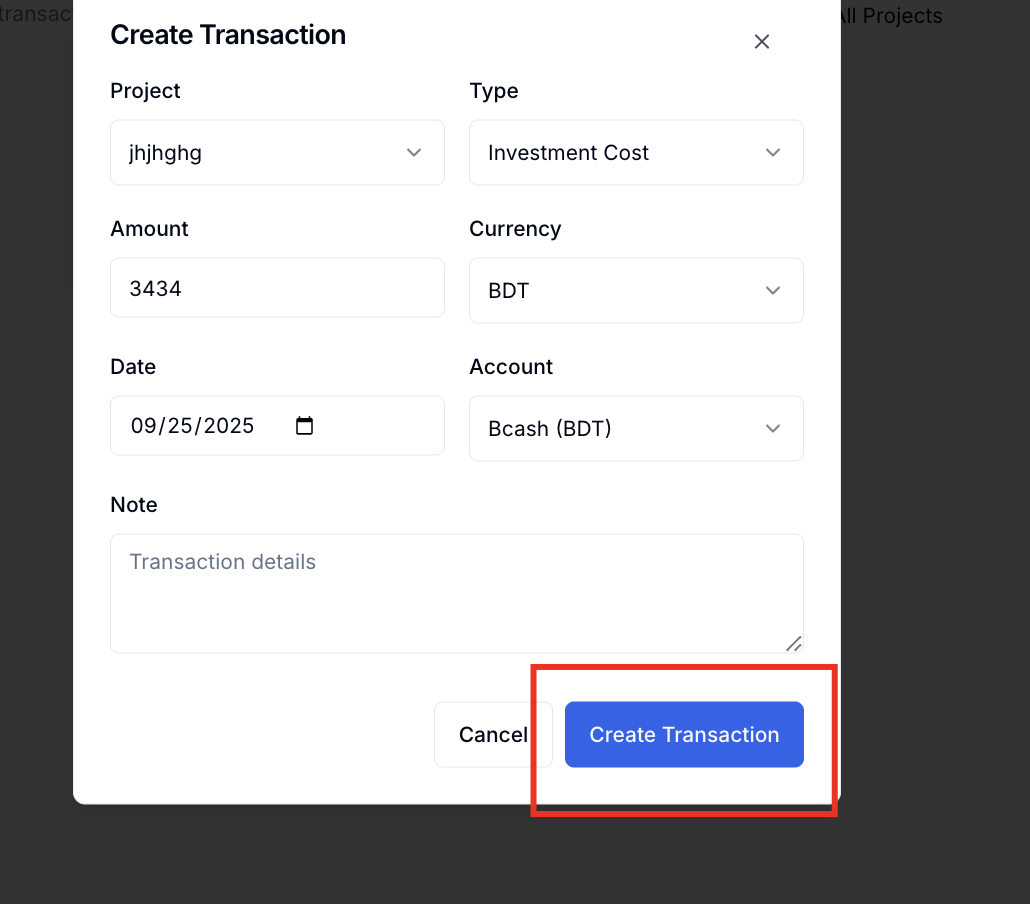 transac
All Projects
Create Transaction
Project
Type
jhjhghg
Investment Cost
Amount
Currency
3434
BDT
Date
Account
09/25/2025
Bcash (BDT)
Note
Transaction details
Cancel
Create Transaction